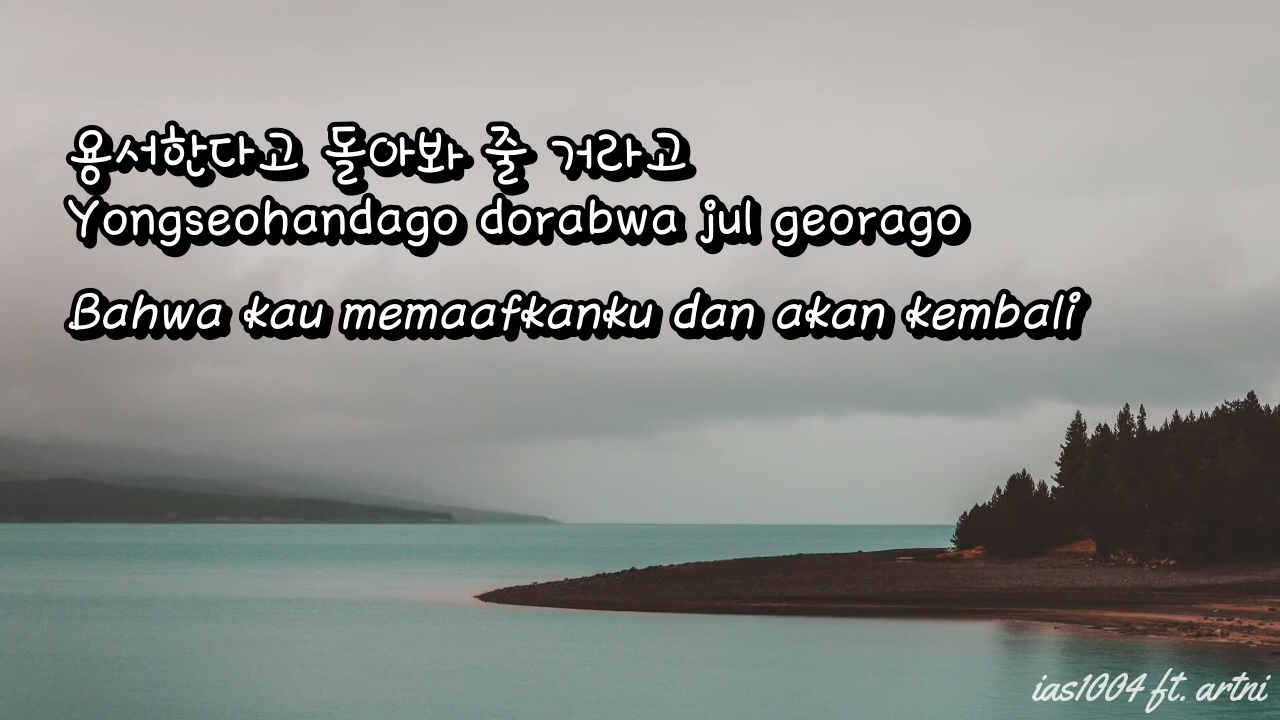 용서한다고 돌아봐 줄 거라고
Yongseohandago dorabwa jul georago
Bahwa kau memaafkanku dan akan kembali
ias1004 ft. artni